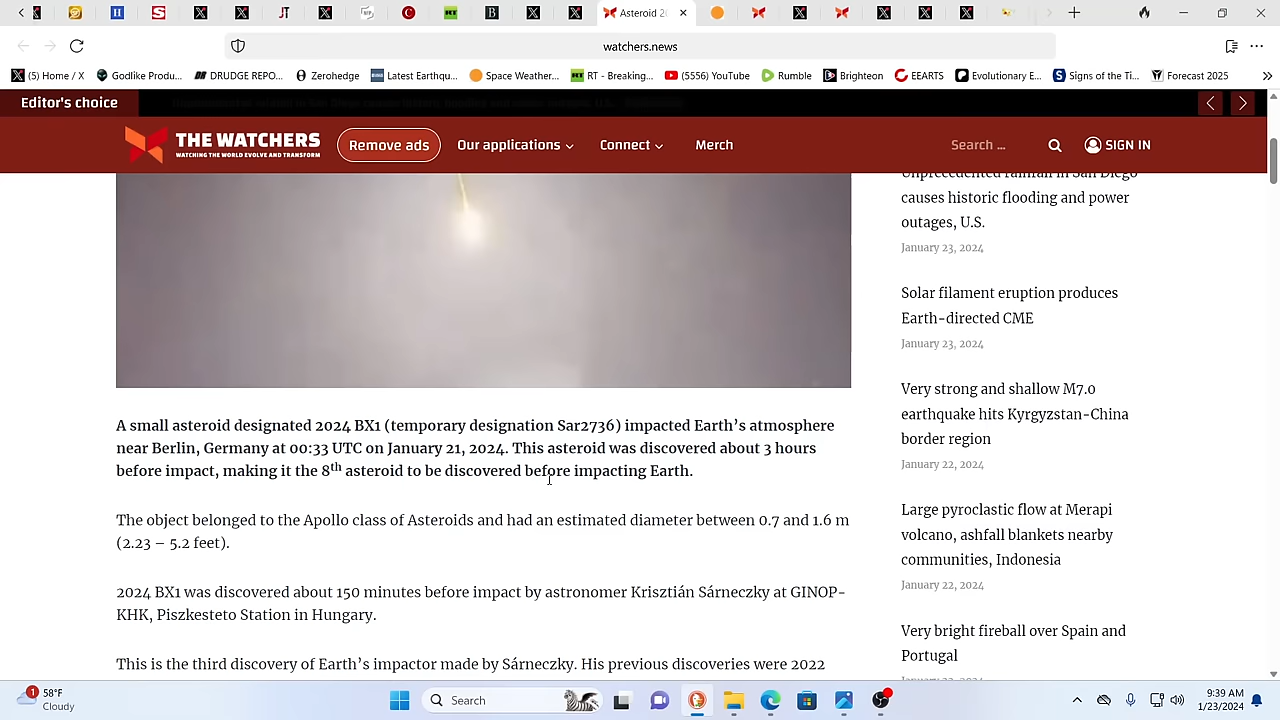 Asteroid 2
watchers.news
(5) Home / X
Godlike Produ...
DRUDGE REPO...
Zerohedge
Latest Earthqu...
Space Weather...
RT - Breaking...
(5556) YouTube
Rumble
Brighteon
EEARTS
Evolutionary E...
Signs of the Ti...
Forecast 2025
Editor's choice
THE WATCHERS
WATCHING THE WORLD EVOLVE AND TRANSFORM
Remove ads
Our applications
Connect
Merch
Search ...
SIGN IN
A small asteroid designated 2024 BX1 (temporary designation Sar2736) impacted Earth's atmosphere
near Berlin, Germany at 00:33 UTC on January 21, 2024. This asteroid was discovered about 3 hours
before impact, making it the 8th asteroid to be discovered before impacting Earth.
The object belonged to the Apollo class of Asteroids and had an estimated diameter between 0.7 and 1.6 m
(2.23 – 5.2 feet).
2024 BX1 was discovered about 150 minutes before impact by astronomer Krisztián Sárneczky at GINOP-
KHK, Piszkesteto Station in Hungary.
This is the third discovery of Earth's impactor made by Sárneczky. His previous discoveries were 2022
Unprecedented rainfall in San Diego
causes historic flooding and power
outages, U.S.
January 23, 2024
Solar filament eruption produces
Earth-directed CME
January 23, 2024
Very strong and shallow M7.0
earthquake hits Kyrgyzstan-China
border region
January 22, 2024
Large pyroclastic flow at Merapi
volcano, ashfall blankets nearby
communities, Indonesia
January 22, 2024
Very bright fireball over Spain and
Portugal
1
58°F
Cloudy
Search
9:39 AM
1/23/2024